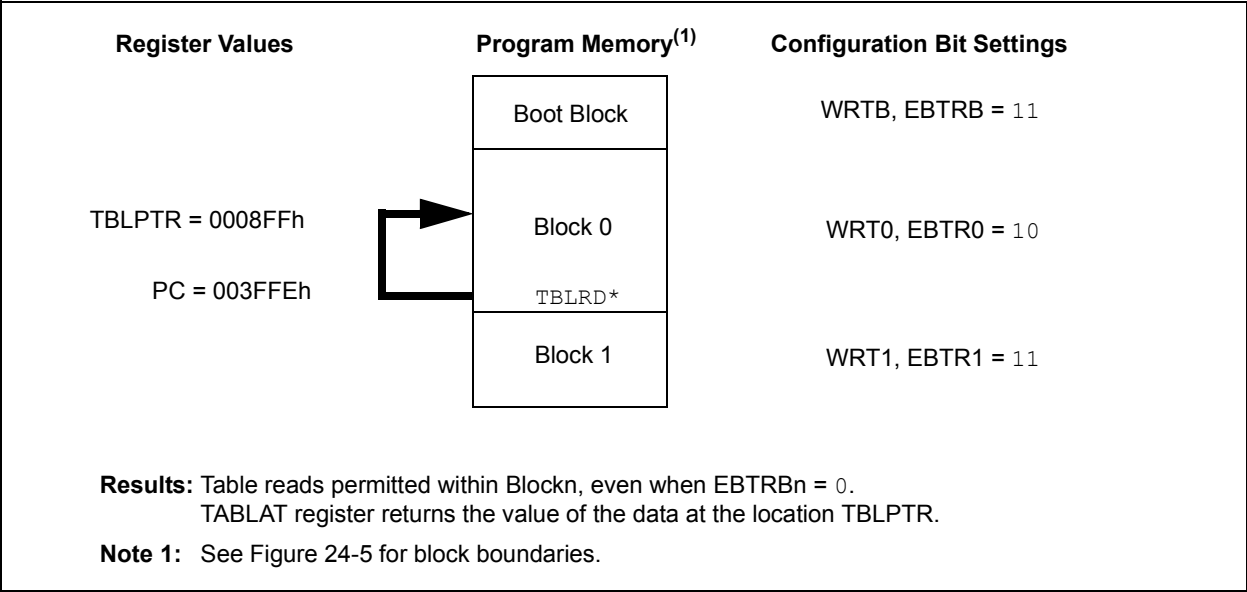 Register Values Program Memory(1) Configuration Bit Settings
Boot Block WRTB, EBTRB = 11
TBLPTR = 0008FFh Block 0 WRT0, EBTR0 = 10
PC = 003FFEh TBLRD*
Block 1 WRT1, EBTR1 = 11
Results: Table reads permitted within Blockn, even when EBTRBn = 0.
TABLAT register returns the value of the data at the location TBLPTR.
Note 1: See Figure 24-5 for block boundaries.